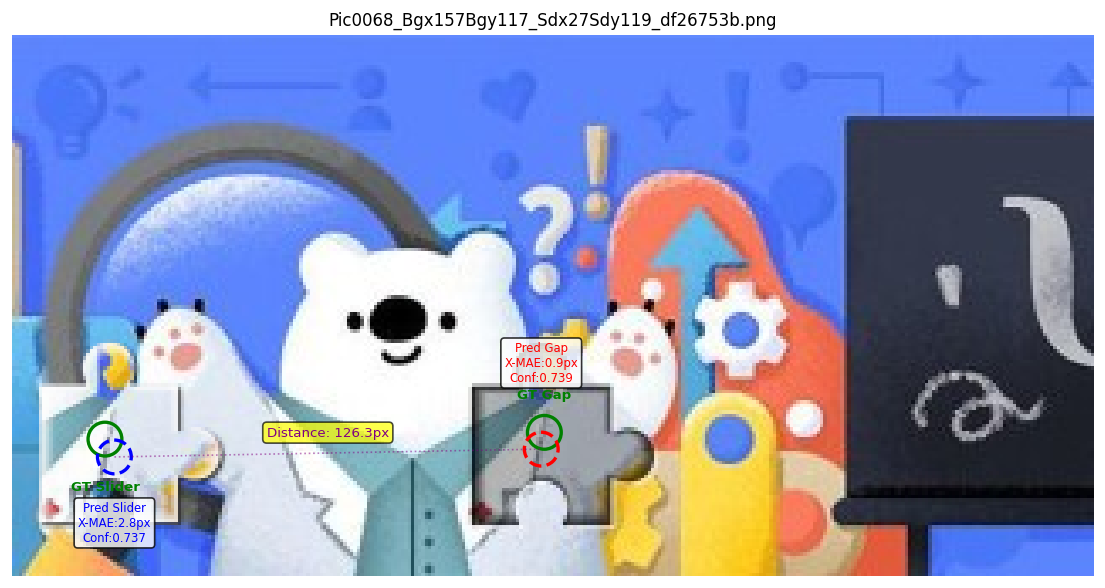 Pic0068_Bgx157Bgy117_Sdx27Sdy119_df26753b.png
Pred Gap
X-MAE:0.9px
Conf:0.739
GT Gap
Distance: 126.3px
GT Slider
Pred Slider
X-MAE:2.8px
Conf:0.737